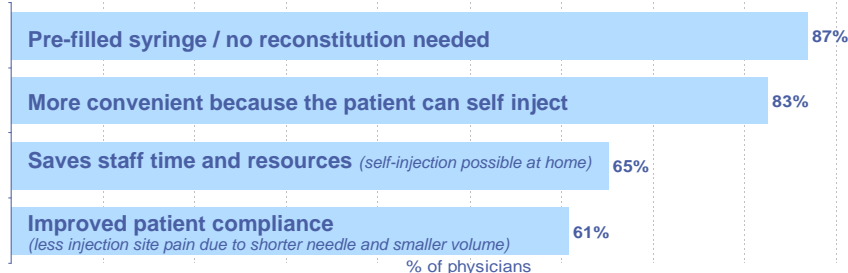 Pre-filled syringe / no reconstitution needed
87%
More convenient because the patient can self inject
83%
Saves staff time and resources (self-injection possible at home)
65%
Improved patient compliance
(less injection site pain due to shorter needle and smaller volume)
61%
% of physicians